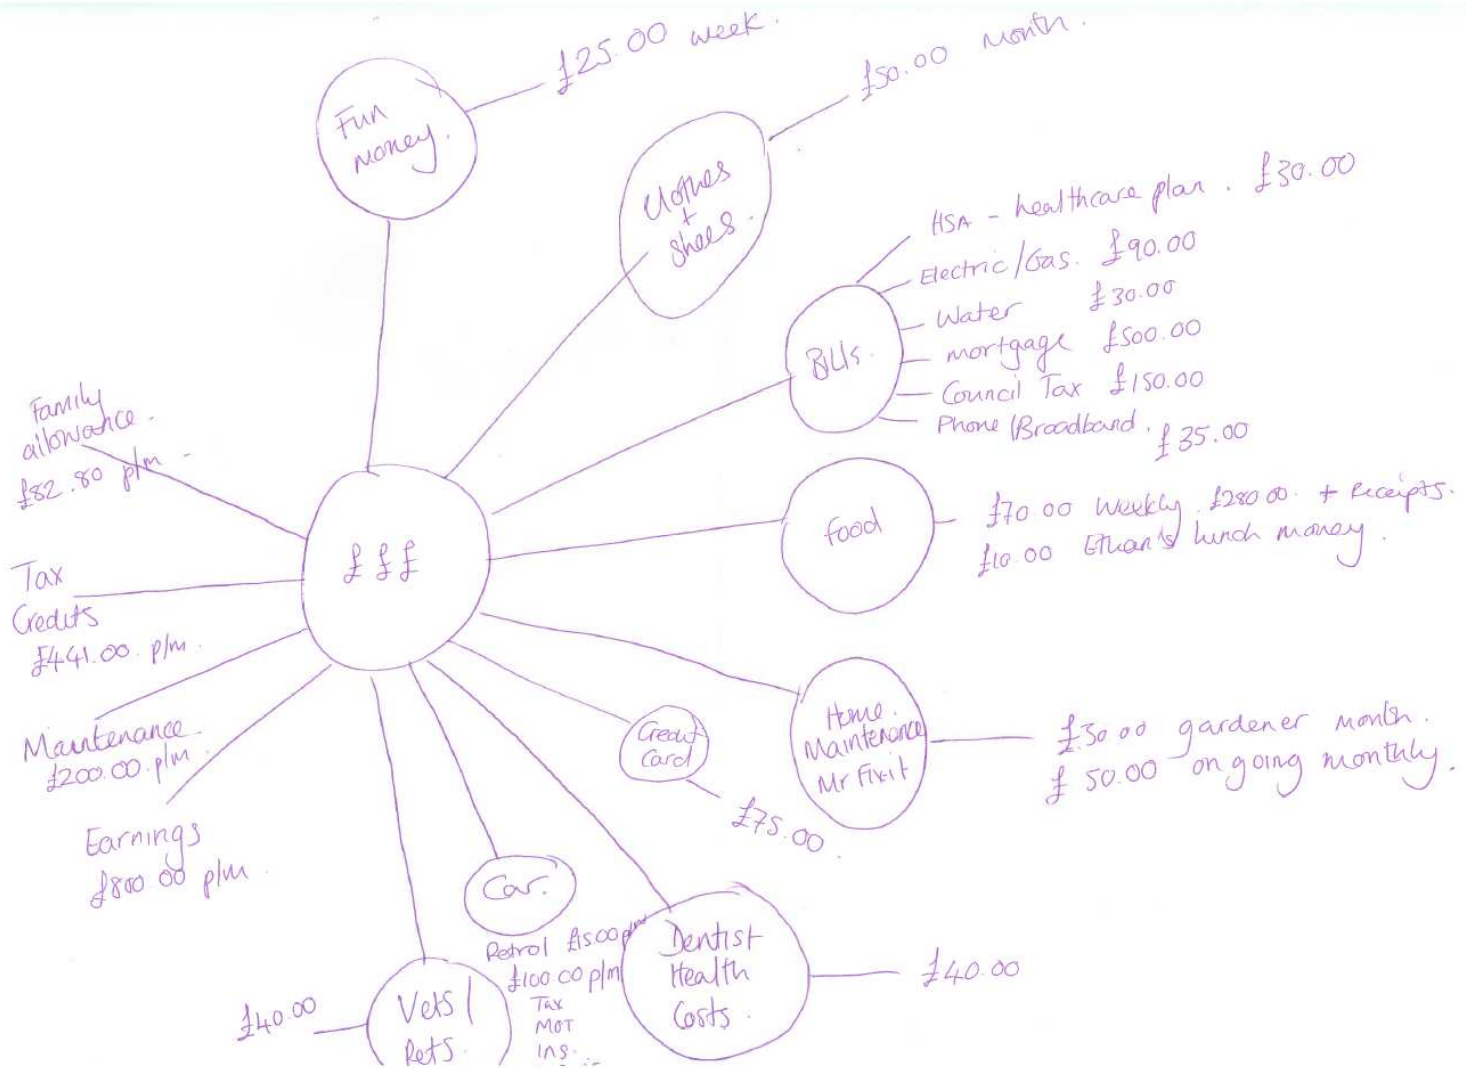 £25.00 week.
Fun
money.
£50.00 month.
Clothes
+
shoes.
HSA - healthcare plan. £30.00
Electric/Gas. £90.00
Water £30.00
mortgage £500.00
Council Tax £150.00
Phone/Broadband. £35.00
Bills.
Family
allowance.
£82.80 p/m -
£ £ £
food
£70.00 Weekly. £280.00. + Receipts.
£10.00 Ethan's lunch money.
Tax
Credits
£441.00. p/m.
Maintenance.
£200.00.p/m.
Earnings
£800.00 p/m.
Credit
Card
£75.00.
Home.
Maintenance
Mr Fixit
£30.00 gardener month.
£ 50.00 on going monthly.
Car.
Petrol
£100.00 p/m
Tax
MOT
ins.
Dentist
Health
Costs.
£40.00
£40.00
Vets/
Pets.